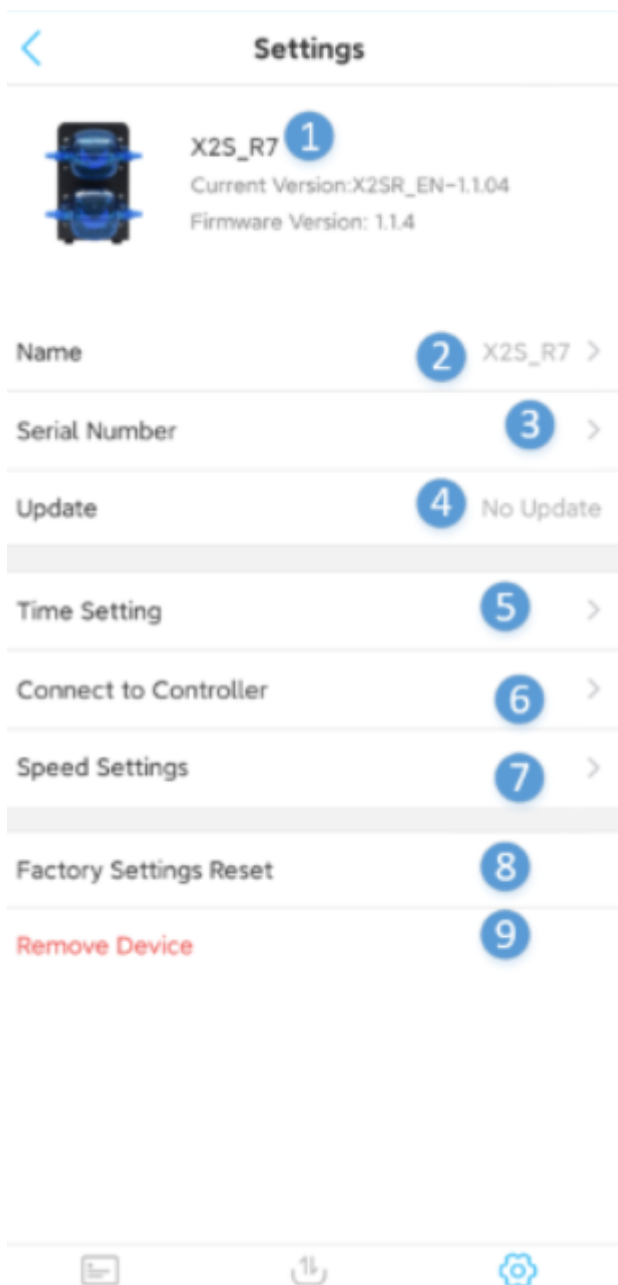 Settings
X2S_R7 1
Current Version:X2SR_EN-1.1.04
Firmware Version: 1.1.4
Name 2 X2S_R7 >
Serial Number 3 >
Update 4 No Update
Time Setting 5 >
Connect to Controller 6 >
Speed Settings 7 >
Factory Settings Reset 8
Remove Device 9